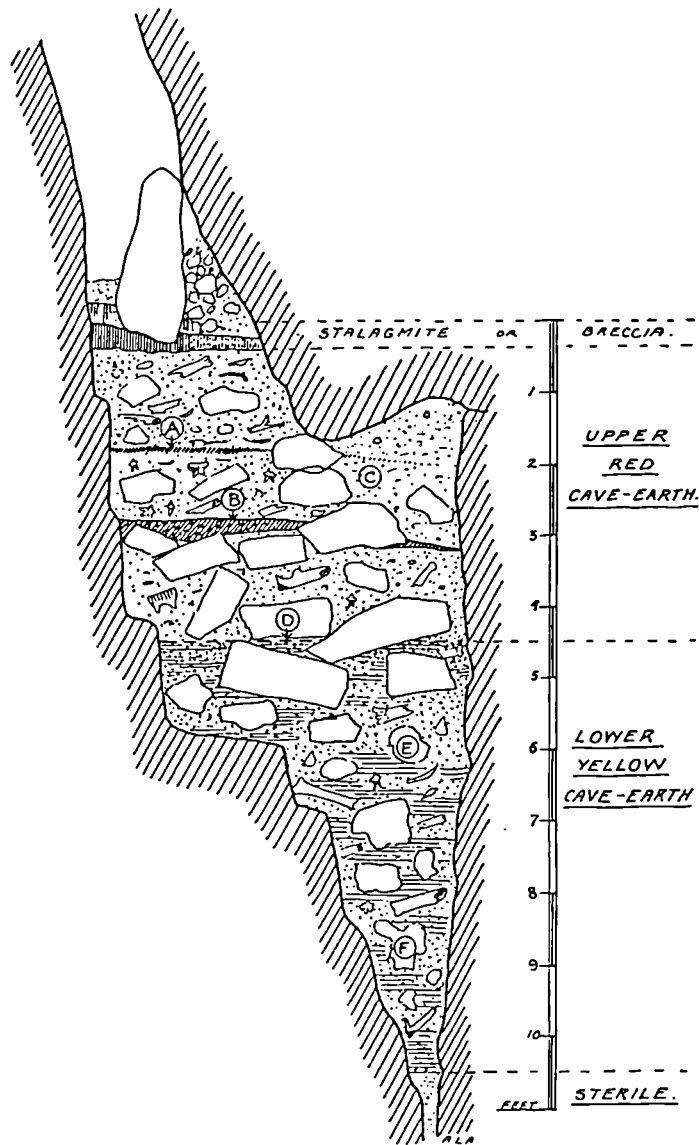 STALAGMITE OR BRECCIA.
1
A
UPPER
RED
CAVE-EARTH.
2
C
B
3
4
D
5
LOWER
YELLOW
CAVE-EARTH
E
6
7
8
F
9
10
STERILE.
FEET
ALA